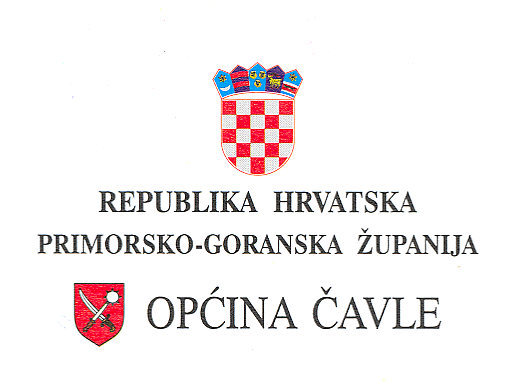 REPUBLIKA HRVATSKA
PRIMORSKO-GORANSKA ŽUPANIJA
OPĆINA ČAVLE